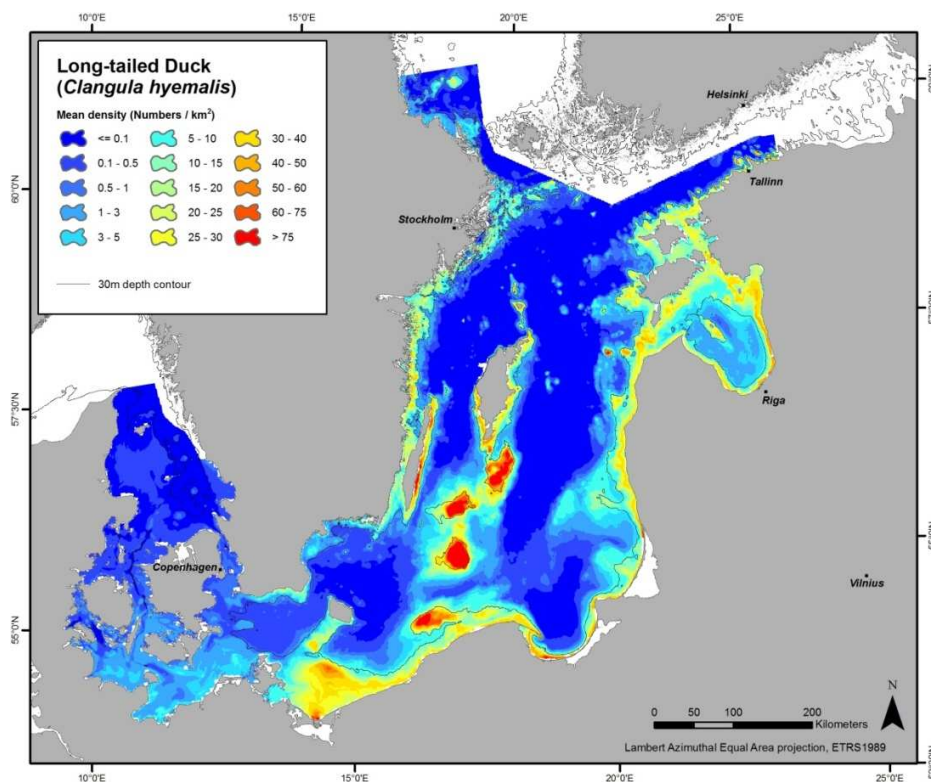 10°0'E 15°0'E 20°0'E 25°0'E
Long-tailed Duck
(Clangula hyemalis)
Mean density (Numbers / km²)
<= 0.1 5 - 10 30 - 40
0.1 - 0.5 10 - 15 40 - 50
0.5 - 1 15 - 20 50 - 60
1 - 3 20 - 25 60 - 75
3 - 5 25 - 30 > 75
30m depth contour
Helsinki
Tallinn
60°0'N
Stockholm
Riga
57°30'N
Copenhagen
Vilnius
55°0'N
N
0 50 100 200
Kilometers
Lambert Azimuthal Equal Area projection, ETRS1989
10°0'E 15°0'E 20°0'E 25°0'E